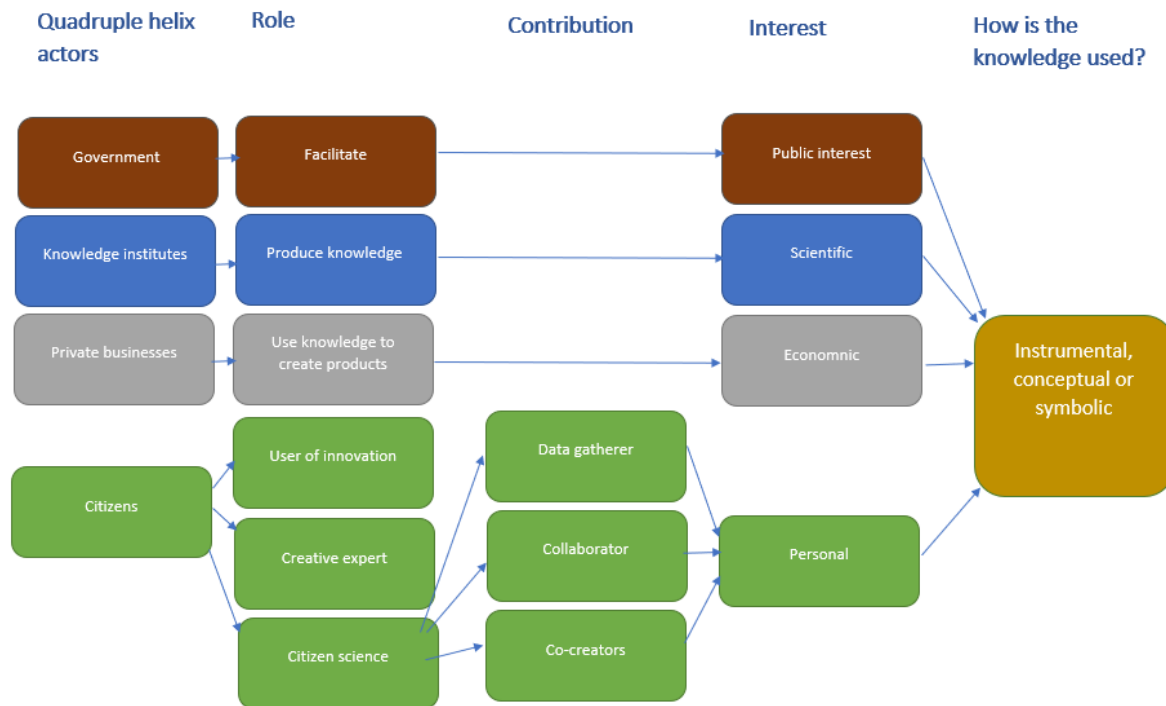 Quadruple helix
actors
Role
Contribution
Interest
How is the
knowledge used?
Government
Facilitate
Public interest
Knowledge institutes
Produce knowledge
Scientific
Private businesses
Use knowledge to
create products
Economnic
Instrumental,
conceptual or
symbolic
User of innovation
Data gatherer
Citizens
Creative expert
Collaborator
Personal
Citizen science
Co-creators